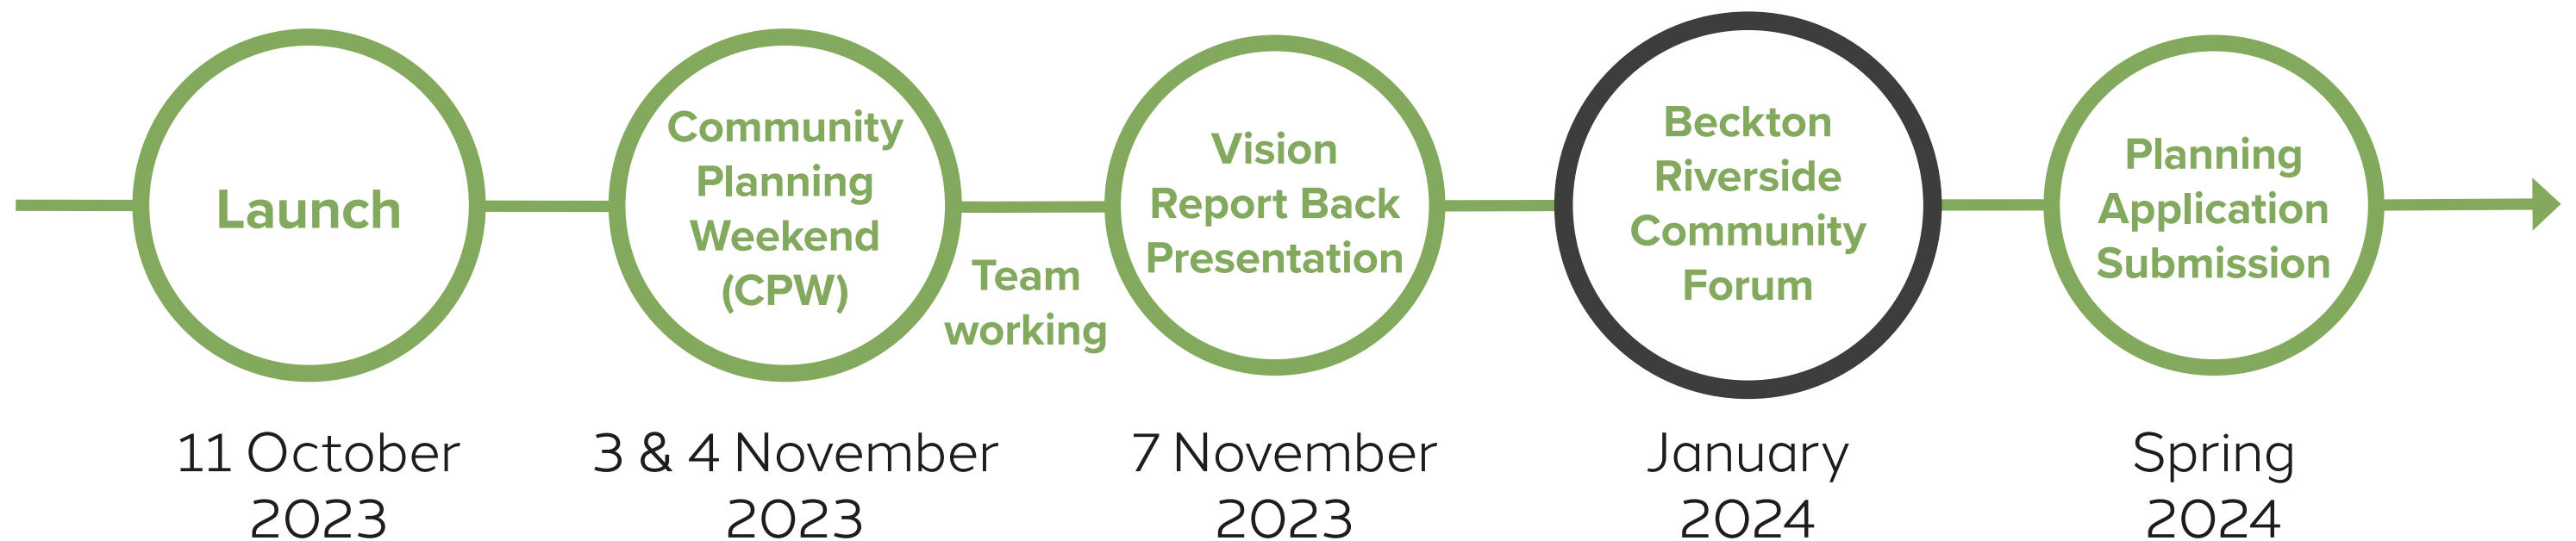 Launch
11 October
2023
Community
Planning
Weekend
(CPW)
3 & 4 November
2023
Team
working
Vision
Report Back
Presentation
7 November
2023
Beckton
Riverside
Community
Forum
January
2024
Planning
Application
Submission
Spring
2024